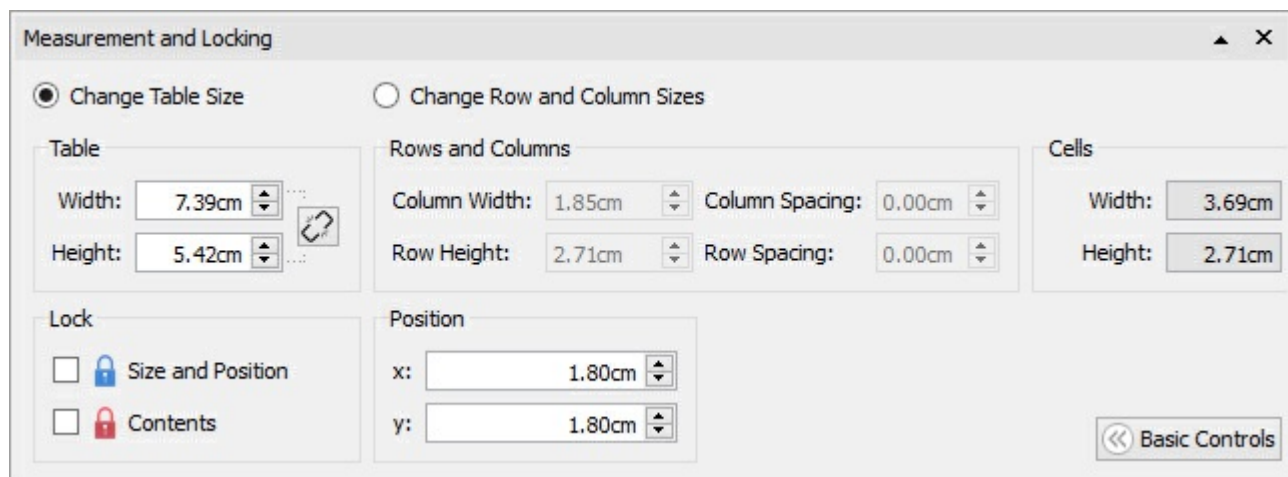 Measurement and Locking
Change Table Size Change Row and Column Sizes
Table Rows and Columns Cells
Width: 7.39cm Column Width: 1.85cm Column Spacing: 0.00cm Width: 3.69cm
Height: 5.42cm Row Height: 2.71cm Row Spacing: 0.00cm Height: 2.71cm
Lock Position
Size and Position x: 1.80cm
Contents y: 1.80cm
Basic Controls